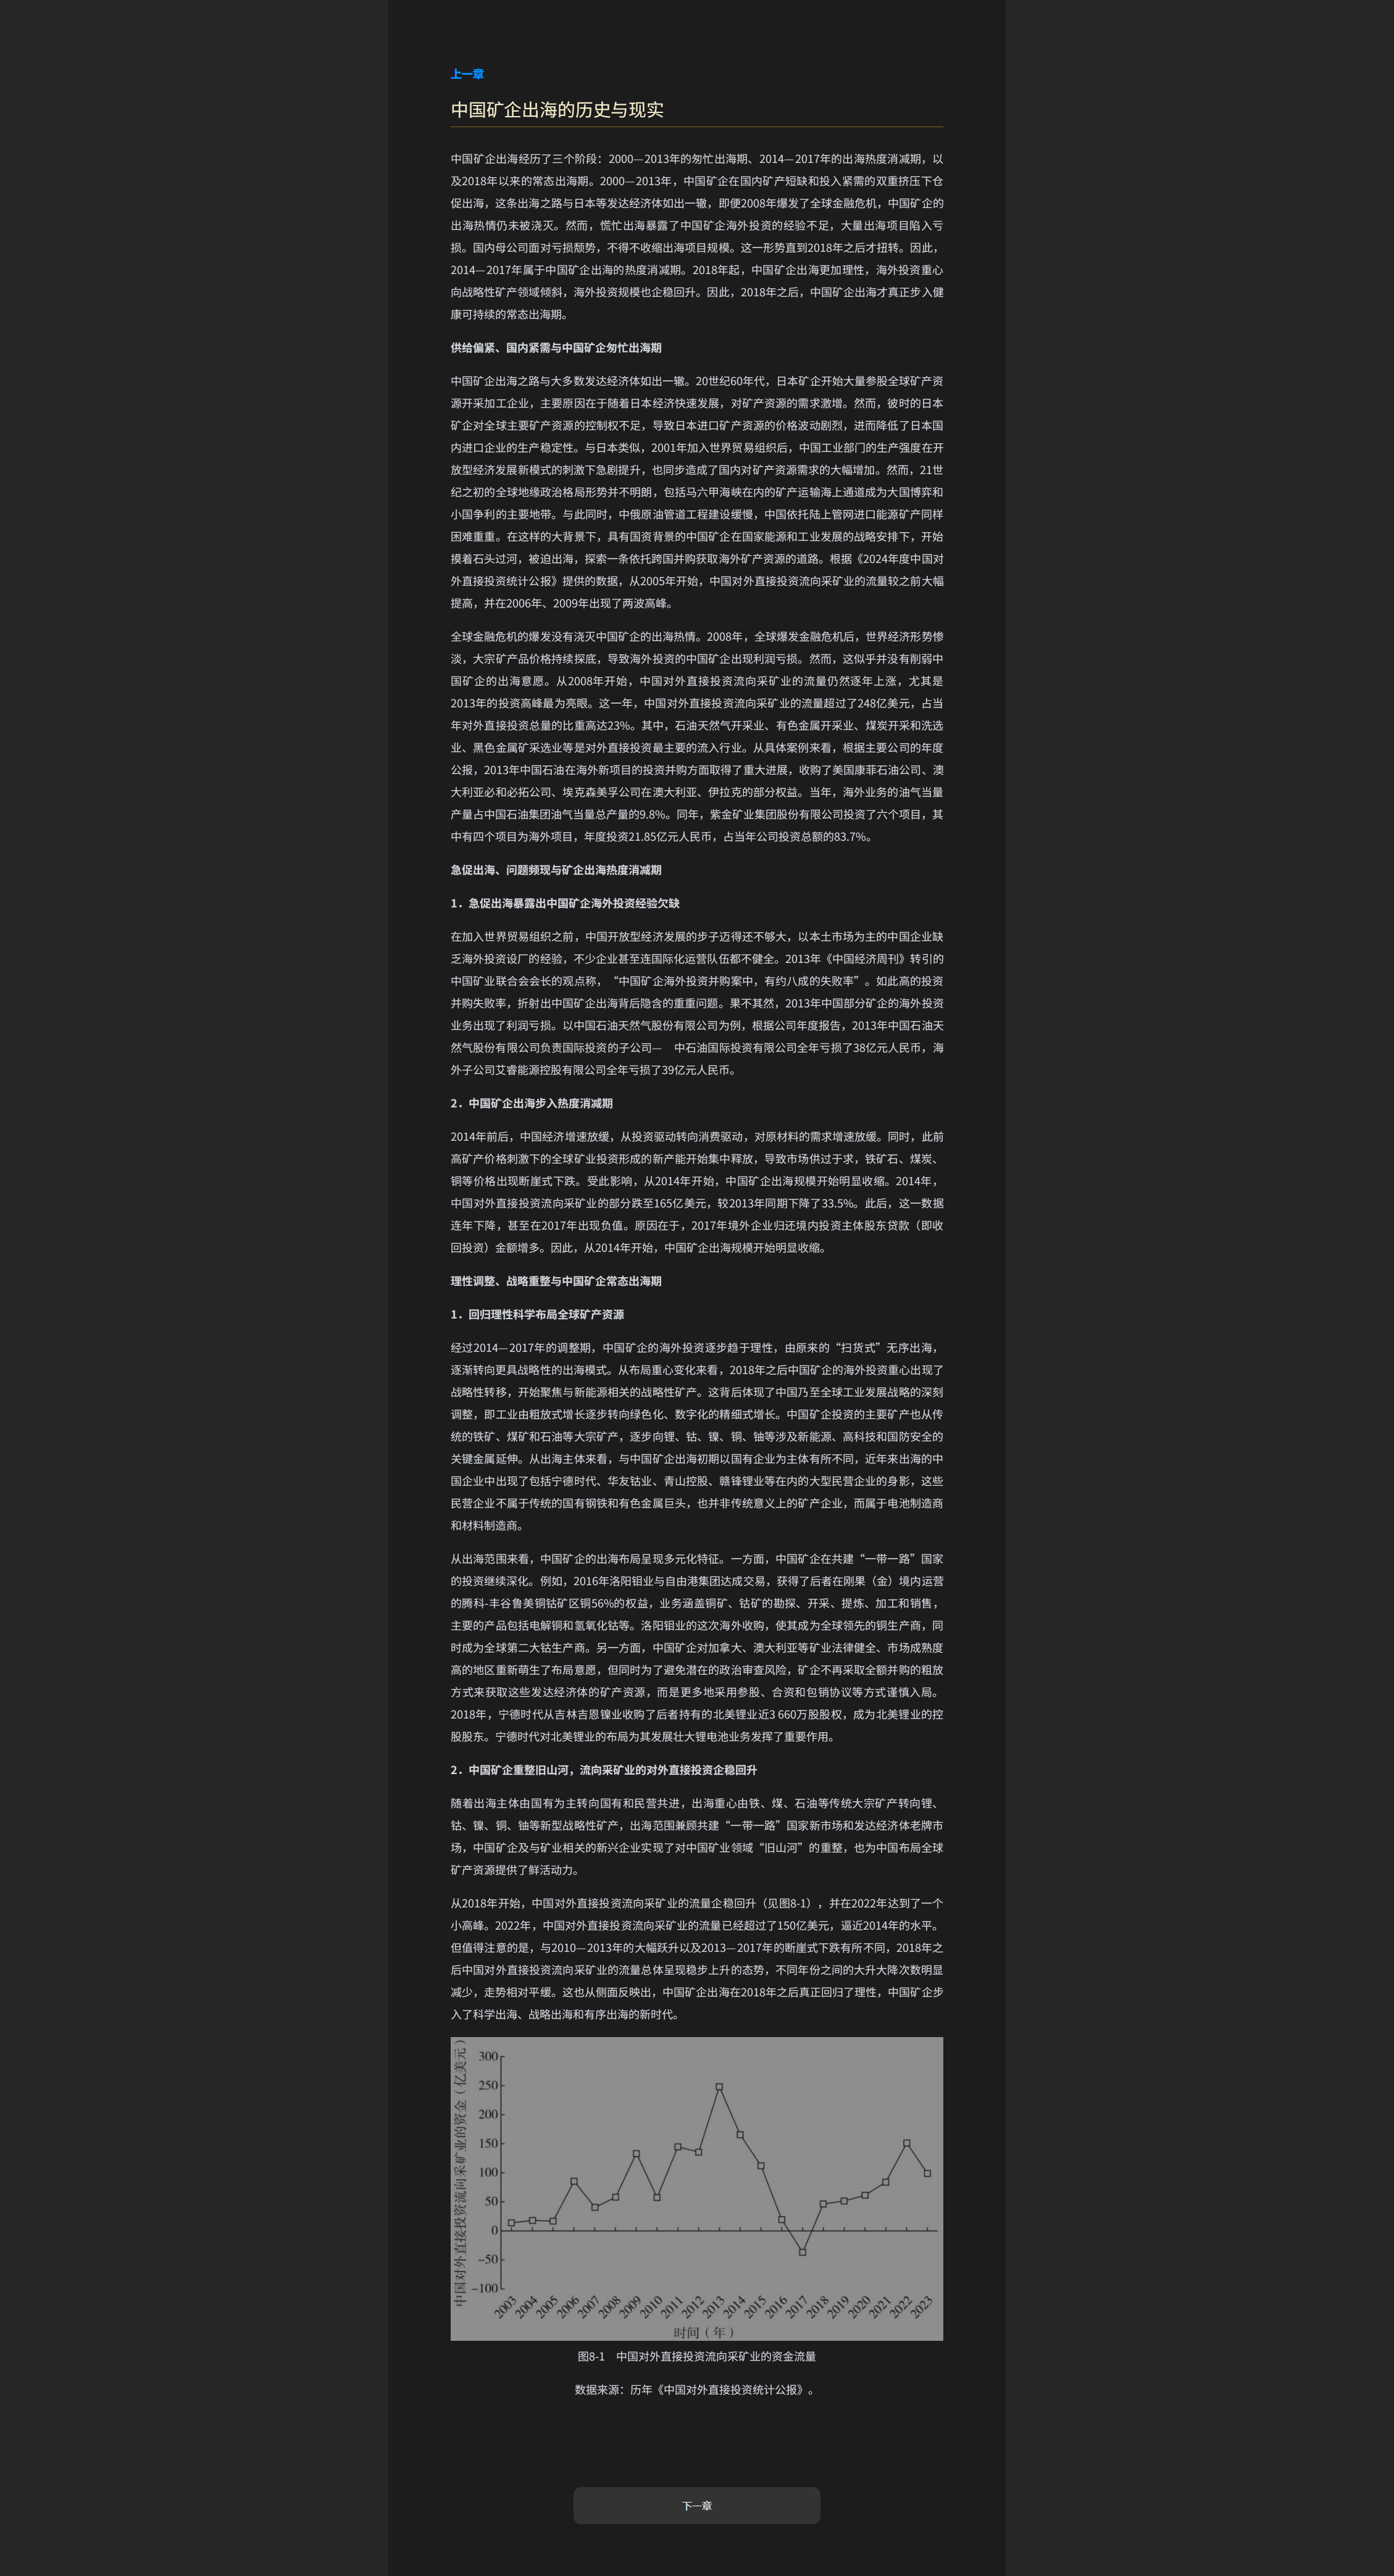 上一章
中国矿企出海的历史与现实
中国矿企出海经历了三个阶段：2000—2013年的匆忙出海期、2014—2017年的出海热度消减期，以
及2018年以来的常态出海期。2000—2013年，中国矿企在国内矿产短缺和投入紧需的双重挤压下仓
促出海，这条出海之路与日本等发达经济体如出一辙，即便2008年爆发了全球金融危机，中国矿企的
出海热情仍未被浇灭。然而，慌忙出海暴露了中国矿企海外投资的经验不足，大量出海项目陷入亏
损。国内母公司面对亏损颓势，不得不收缩出海项目规模。这一形势直到2018年之后才扭转。因此，
2014—2017年属于中国矿企出海的热度消减期。2018年起，中国矿企出海更加理性，海外投资重心
向战略性矿产领域倾斜，海外投资规模也企稳回升。因此，2018年之后，中国矿企出海才真正步入健
康可持续的常态出海期。
供给偏紧、国内紧需与中国矿企匆忙出海期
中国矿企出海之路与大多数发达经济体如出一辙。20世纪60年代，日本矿企开始大量参股全球矿产资
源开采加工企业，主要原因在于随着日本经济快速发展，对矿产资源的需求激增。然而，彼时的日本
矿企对全球主要矿产资源的控制权不足，导致日本进口矿产资源的价格波动剧烈，进而降低了日本国
内进口企业的生产稳定性。与日本类似，2001年加入世界贸易组织后，中国工业部门的生产强度在开
放型经济发展新模式的刺激下急剧提升，也同步造成了国内对矿产资源需求的大幅增加。然而，21世
纪之初的全球地缘政治格局形势并不明朗，包括马六甲海峡在内的矿产运输海上通道成为大国博弈和
小国争利的主要地带。与此同时，中俄原油管道工程建设缓慢，中国依托陆上管网进口能源矿产同样
困难重重。在这样的大背景下，具有国资背景的中国矿企在国家能源和工业发展的战略安排下，开始
摸着石头过河，被迫出海，探索一条依托跨国并购获取海外矿产资源的道路。根据《2024年度中国对
外直接投资统计公报》提供的数据，从2005年开始，中国对外直接投资流向采矿业的流量较之前大幅
提高，并在2006年、2009年出现了两波高峰。
全球金融危机的爆发没有浇灭中国矿企的出海热情。2008年，全球爆发金融危机后，世界经济形势惨
淡，大宗矿产品价格持续探底，导致海外投资的中国矿企出现利润亏损。然而，这似乎并没有削弱中
国矿企的出海意愿。从2008年开始，中国对外直接投资流向采矿业的流量仍然逐年上涨，尤其是
2013年的投资高峰最为亮眼。这一年，中国对外直接投资流向采矿业的流量超过了248亿美元，占当
年对外直接投资总量的比重高达23%。其中，石油天然气开采业、有色金属开采业、煤炭开采和洗选
业、黑色金属矿采选业等是对外直接投资最主要的流入行业。从具体案例来看，根据主要公司的年度
公报，2013年中国石油在海外新项目的投资并购方面取得了重大进展，收购了美国康菲石油公司、澳
大利亚必和必拓公司、埃克森美孚公司在澳大利亚、伊拉克的部分权益。当年，海外业务的油气当量
产量占中国石油集团油气当量总产量的9.8%。同年，紫金矿业集团股份有限公司投资了六个项目，其
中有四个项目为海外项目，年度投资21.85亿元人民币，占当年公司投资总额的83.7%。
急促出海、问题频现与矿企出海热度消减期
1．急促出海暴露出中国矿企海外投资经验欠缺
在加入世界贸易组织之前，中国开放型经济发展的步子迈得还不够大，以本土市场为主的中国企业缺
乏海外投资设厂的经验，不少企业甚至连国际化运营队伍都不健全。2013年《中国经济周刊》转引的
中国矿业联合会会长的观点称，“中国矿企海外投资并购案中，有约八成的失败率”。如此高的投资
并购失败率，折射出中国矿企出海背后隐含的重重问题。果不其然，2013年中国部分矿企的海外投资
业务出现了利润亏损。以中国石油天然气股份有限公司为例，根据公司年度报告，2013年中国石油天
然气股份有限公司负责国际投资的子公司—　中石油国际投资有限公司全年亏损了38亿元人民币，海
外子公司艾睿能源控股有限公司全年亏损了39亿元人民币。
2．中国矿企出海步入热度消减期
2014年前后，中国经济增速放缓，从投资驱动转向消费驱动，对原材料的需求增速放缓。同时，此前
高矿产价格刺激下的全球矿业投资形成的新产能开始集中释放，导致市场供过于求，铁矿石、煤炭、
铜等价格出现断崖式下跌。受此影响，从2014年开始，中国矿企出海规模开始明显收缩。2014年，
中国对外直接投资流向采矿业的部分跌至165亿美元，较2013年同期下降了33.5%。此后，这一数据
连年下降，甚至在2017年出现负值。原因在于，2017年境外企业归还境内投资主体股东贷款（即收
回投资）金额增多。因此，从2014年开始，中国矿企出海规模开始明显收缩。
理性调整、战略重整与中国矿企常态出海期
1．回归理性科学布局全球矿产资源
经过2014—2017年的调整期，中国矿企的海外投资逐步趋于理性，由原来的“扫货式”无序出海，
逐渐转向更具战略性的出海模式。从布局重心变化来看，2018年之后中国矿企的海外投资重心出现了
战略性转移，开始聚焦与新能源相关的战略性矿产。这背后体现了中国乃至全球工业发展战略的深刻
调整，即工业由粗放式增长逐步转向绿色化、数字化的精细式增长。中国矿企投资的主要矿产也从传
统的铁矿、煤矿和石油等大宗矿产，逐步向锂、钴、镍、铜、铀等涉及新能源、高科技和国防安全的
关键金属延伸。从出海主体来看，与中国矿企出海初期以国有企业为主体有所不同，近年来出海的中
国企业中出现了包括宁德时代、华友钴业、青山控股、赣锋锂业等在内的大型民营企业的身影，这些
民营企业不属于传统的国有钢铁和有色金属巨头，也并非传统意义上的矿产企业，而属于电池制造商
和材料制造商。
从出海范围来看，中国矿企的出海布局呈现多元化特征。一方面，中国矿企在共建“一带一路”国家
的投资继续深化。例如，2016年洛阳钼业与自由港集团达成交易，获得了后者在刚果（金）境内运营
的腾科-丰谷鲁美铜钴矿区铜56%的权益，业务涵盖铜矿、钴矿的勘探、开采、提炼、加工和销售，
主要的产品包括电解铜和氢氧化钴等。洛阳钼业的这次海外收购，使其成为全球领先的铜生产商，同
时成为全球第二大钴生产商。另一方面，中国矿企对加拿大、澳大利亚等矿业法律健全、市场成熟度
高的地区重新萌生了布局意愿，但同时为了避免潜在的政治审查风险，矿企不再采取全额并购的粗放
方式来获取这些发达经济体的矿产资源，而是更多地采用参股、合资和包销协议等方式谨慎入局。
2018年，宁德时代从吉林吉恩镍业收购了后者持有的北美锂业近3 660万股股权，成为北美锂业的控
股股东。宁德时代对北美锂业的布局为其发展壮大锂电池业务发挥了重要作用。
2．中国矿企重整旧山河，流向采矿业的对外直接投资企稳回升
随着出海主体由国有为主转向国有和民营共进，出海重心由铁、煤、石油等传统大宗矿产转向锂、
钴、镍、铜、铀等新型战略性矿产，出海范围兼顾共建“一带一路”国家新市场和发达经济体老牌市
场，中国矿企及与矿业相关的新兴企业实现了对中国矿业领域“旧山河”的重整，也为中国布局全球
矿产资源提供了鲜活动力。
从2018年开始，中国对外直接投资流向采矿业的流量企稳回升（见图8-1），并在2022年达到了一个
小高峰。2022年，中国对外直接投资流向采矿业的流量已经超过了150亿美元，逼近2014年的水平。
但值得注意的是，与2010—2013年的大幅跃升以及2013—2017年的断崖式下跌有所不同，2018年之
后中国对外直接投资流向采矿业的流量总体呈现稳步上升的态势，不同年份之间的大升大降次数明显
减少，走势相对平缓。这也从侧面反映出，中国矿企出海在2018年之后真正回归了理性，中国矿企步
入了科学出海、战略出海和有序出海的新时代。
中国对外直接投资流向采矿业的资金（亿美元）
300
250
200
150
100
50
0
−50
−100
2003 2004 2005 2006 2007 2008 2009 2010 2011 2012 2013 2014 2015 2016 2017 2018 2019 2020 2021 2022 2023
时间（年）
图8-1　中国对外直接投资流向采矿业的资金流量
数据来源：历年《中国对外直接投资统计公报》。
下一章